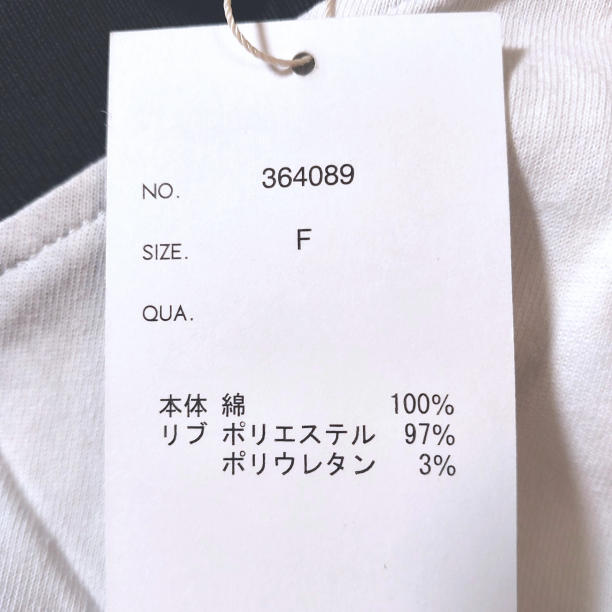 NO. 364089
SIZE. F
QUA.
本体 綿 100%
リブ ポリエステル 97%
ポリウレタン 3%